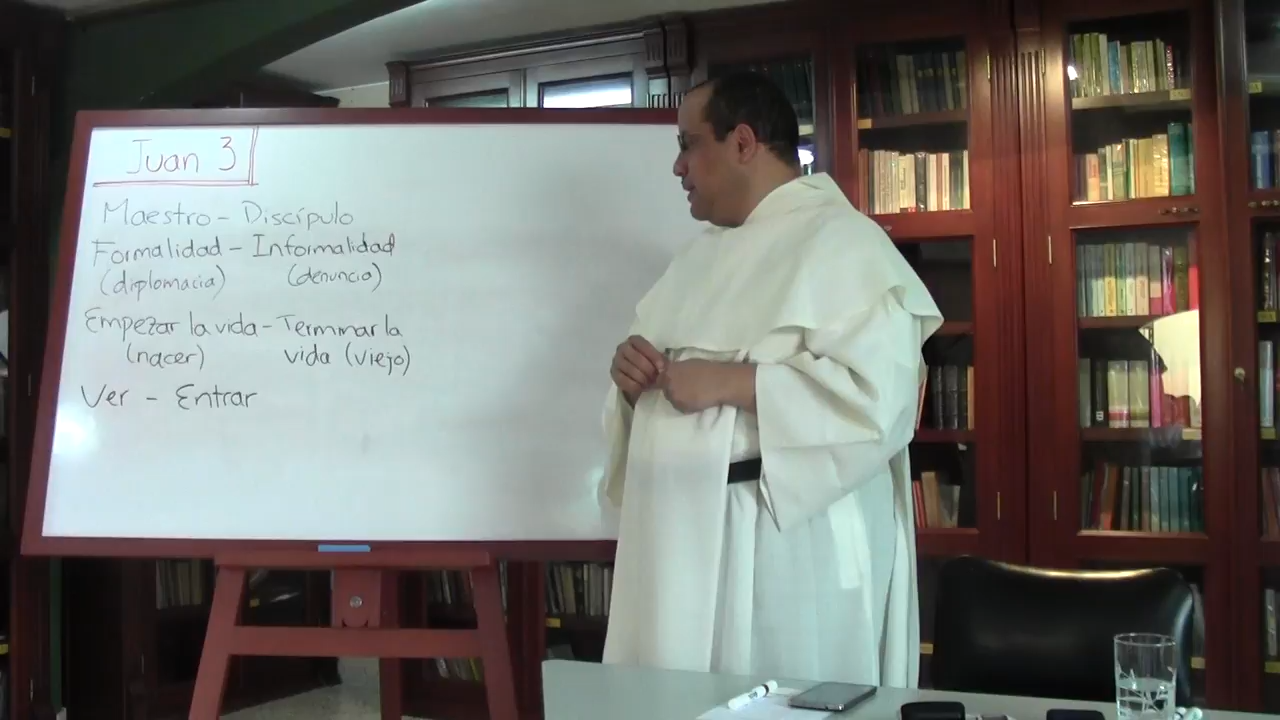 Juan 3
Maestro - Discípulo
Formalidad - Informalidad
(diplomacia) (denuncio)
Empezar la vida - Terminar la
(nacer) vida (viejo)
Ver - Entrar